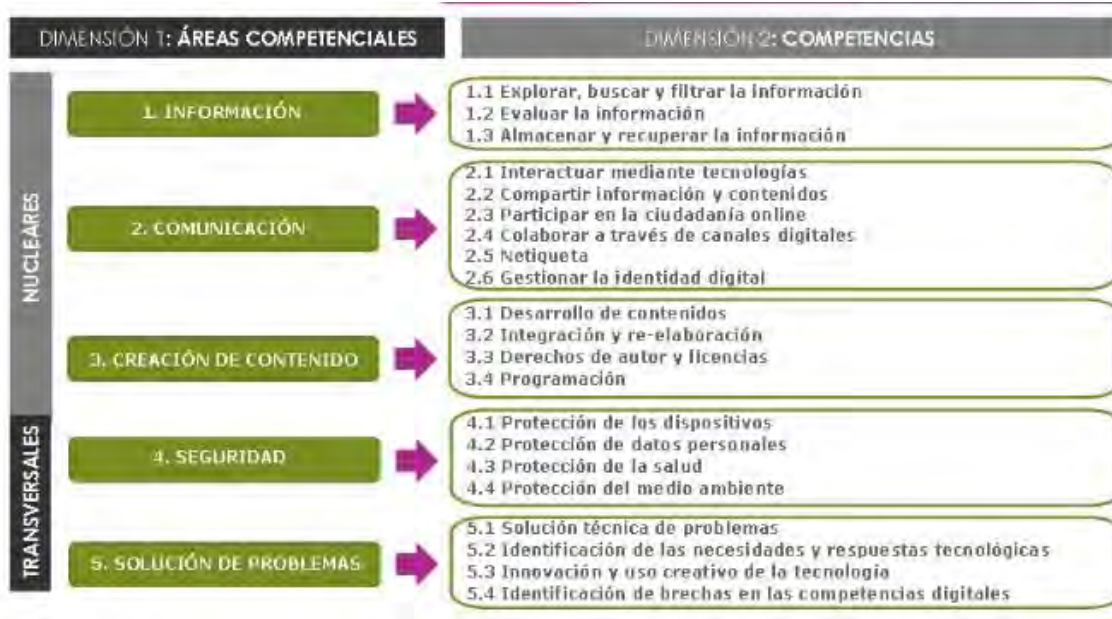 DIMENSIÓN 1: ÁREAS COMPETENCIALES
DIMENSIÓN 2: COMPETENCIAS
NUCLEARES
1. INFORMACIÓN
1.1 Explorar, buscar y filtrar la información
1.2 Evaluar la información
1.3 Almacenar y recuperar la información
2. COMUNICACIÓN
2.1 Interactuar mediante tecnologías
2.2 Compartir información y contenidos
2.3 Participar en la ciudadanía online
2.4 Colaborar a través de canales digitales
2.5 Netiqueta
2.6 Gestionar la identidad digital
3. CREACIÓN DE CONTENIDO
3.1 Desarrollo de contenidos
3.2 Integración y re-elaboración
3.3 Derechos de autor y licencias
3.4 Programación
TRANSVERSALES
4. SEGURIDAD
4.1 Protección de los dispositivos
4.2 Protección de datos personales
4.3 Protección de la salud
4.4 Protección del medio ambiente
5. SOLUCIÓN DE PROBLEMAS
5.1 Solución técnica de problemas
5.2 Identificación de las necesidades y respuestas tecnológicas
5.3 Innovación y uso creativo de la tecnología
5.4 Identificación de brechas en las competencias digitales